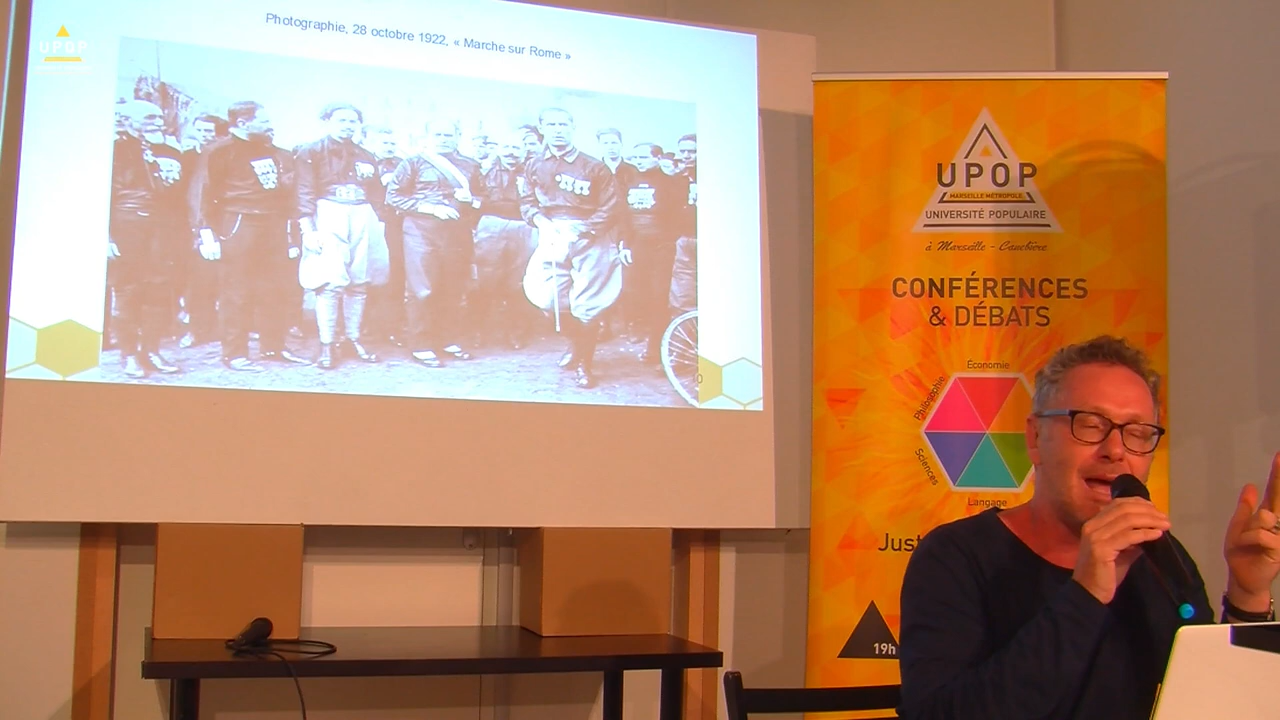 UPOP
Photographie, 28 octobre 1922, « Marche sur Rome »
0
UPOP
MARSEILLE MÉTROPOLE
UNIVERSITÉ POPULAIRE
à Marseille - Canebière
CONFÉRENCES
& DÉBATS
Économie
Philosophie
Sciences
Langage
Just
19h